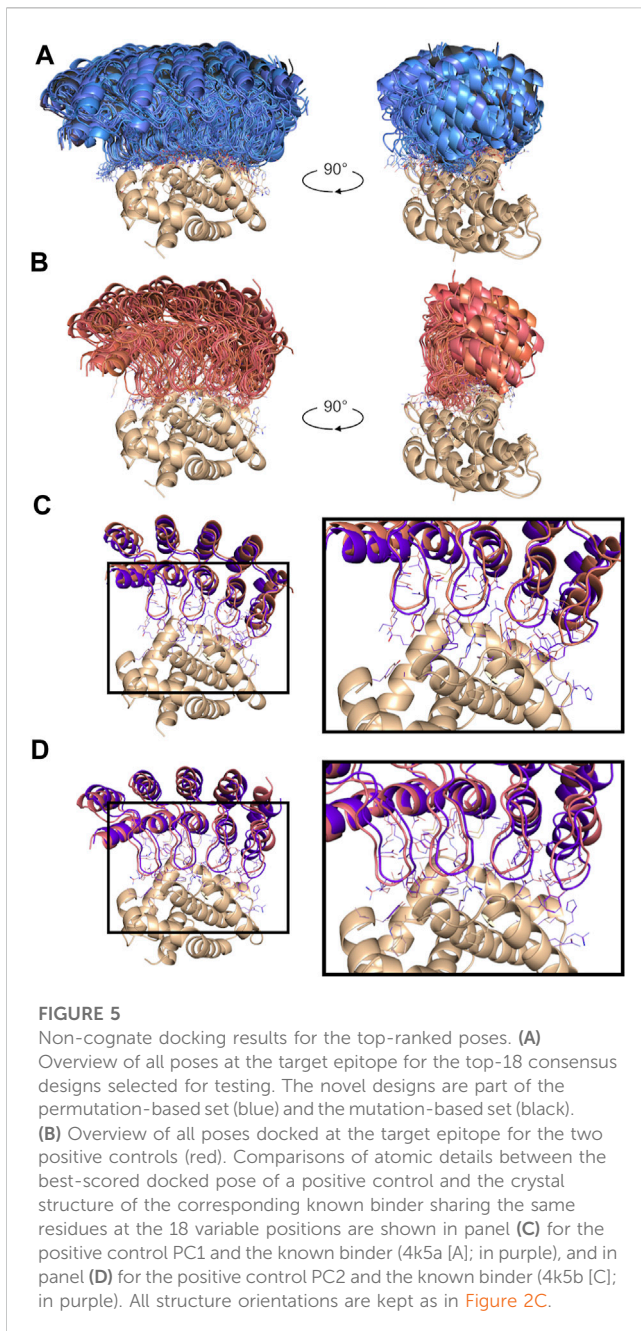 A
90°
B
90°
C
D
FIGURE 5
Non-cognate docking results for the top-ranked poses. (A)
Overview of all poses at the target epitope for the top-18 consensus
designs selected for testing. The novel designs are part of the
permutation-based set (blue) and the mutation-based set (black).
(B) Overview of all poses docked at the target epitope for the two
positive controls (red). Comparisons of atomic details between the
best-scored docked pose of a positive control and the crystal
structure of the corresponding known binder sharing the same
residues at the 18 variable positions are shown in panel (C) for the
positive control PC1 and the known binder (4k5a [A]; in purple), and in
panel (D) for the positive control PC2 and the known binder (4k5b [C];
in purple). All structure orientations are kept as in Figure 2C.